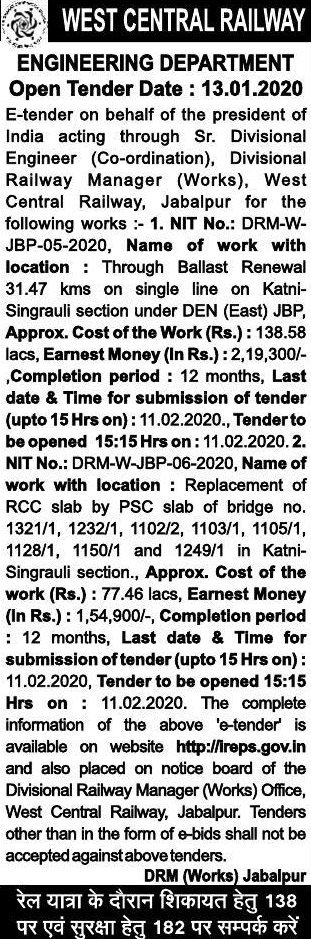 WEST CENTRAL RAILWAY
ENGINEERING DEPARTMENT
Open Tender Date : 13.01.2020
E-tender on behalf of the president of
India acting through Sr. Divisional
Engineer (Co-ordination), Divisional
Railway Manager (Works), West
Central Railway, Jabalpur for the
following works :- 1. NIT No.: DRM-W-
JBP-05-2020, Name of work with
location : Through Ballast Renewal
31.47 kms on single line on Katni-
Singrauli section under DEN (East) JBP,
Approx. Cost of the Work (Rs.) : 138.58
lacs, Earnest Money (In Rs.) : 2,19,300/-
,Completion period : 12 months, Last
date & Time for submission of tender
(upto 15 Hrs on) : 11.02.2020., Tender to
be opened 15:15 Hrs on : 11.02.2020. 2.
NIT No.: DRM-W-JBP-06-2020, Name of
work with location : Replacement of
RCC slab by PSC slab of bridge no.
1321/1, 1232/1, 1102/2, 1103/1, 1105/1,
1128/1, 1150/1 and 1249/1 in Katni-
Singrauli section., Approx. Cost of the
work (Rs.) : 77.46 lacs, Earnest Money
(In Rs.) : 1,54,900/-, Completion period
: 12 months, Last date & Time for
submission of tender (upto 15 Hrs on) :
11.02.2020, Tender to be opened 15:15
Hrs on : 11.02.2020. The complete
information of the above 'e-tender' is
available on website http://Ireps.gov.in
and also placed on notice board of the
Divisional Railway Manager (Works) Office,
West Central Railway, Jabalpur. Tenders
other than in the form of e-bids shall not be
accepted against above tenders.
DRM (Works) Jabalpur
रेल यात्रा के दौरान शिकायत हेतु 138
पर एवं सुरक्षा हेतु 182 पर सम्पर्क करें